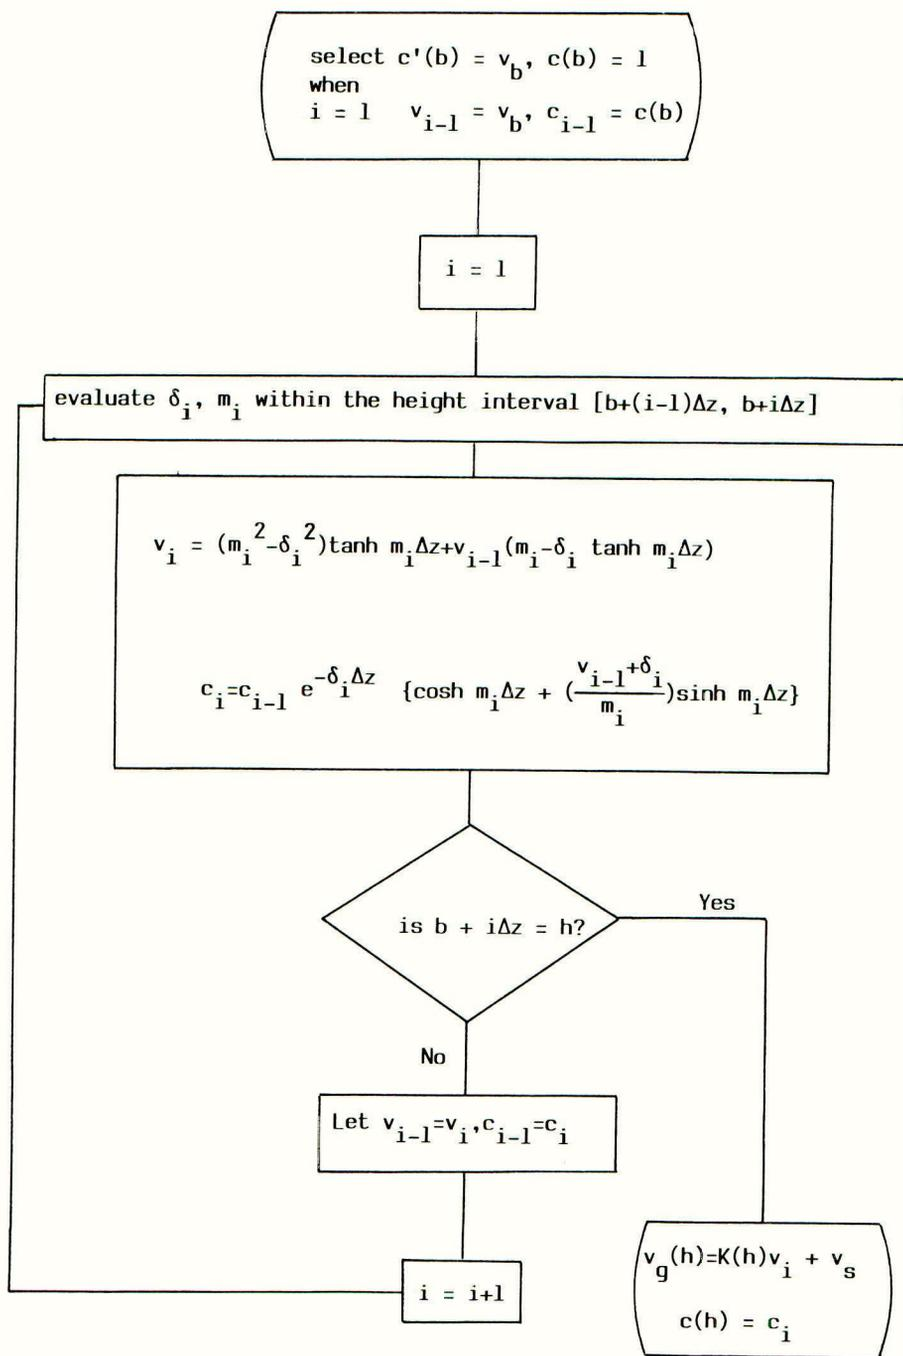 select c'(b) = v_b, c(b) = 1
when
i = 1 v_{i-1} = v_b, c_{i-1} = c(b)
i = 1
evaluate δ_i, m_i within the height interval [b+(i-1)Δz, b+iΔz]
v_i = (m_i^2-δ_i^2)tanh m_iΔz+v_{i-1}(m_i-δ_i tanh m_iΔz)
c_i=c_{i-1} e^{-δ_iΔz} {cosh m_iΔz + (\frac{v_{i-1}+δ_i}{m_i})sinh m_iΔz}
is b + iΔz = h?
Yes
No
Let v_{i-1}=v_i,c_{i-1}=c_i
i = i+1
v_g(h)=K(h)v_i + v_s
c(h) = c_i